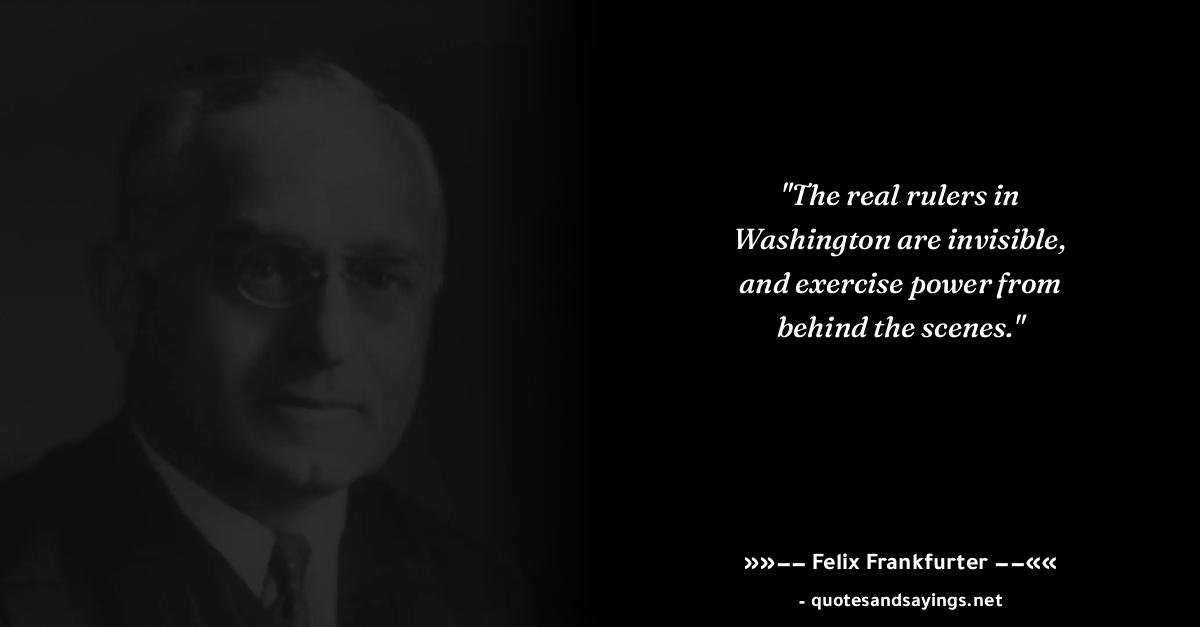 "The real rulers in
Washington are invisible,
and exercise power from
behind the scenes."
»»-- Felix Frankfurter --««
- quotesandsayings.net